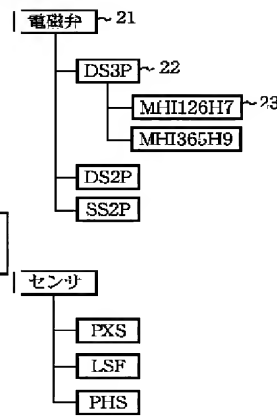 電磁弁 ~21
DS3P ~22
MHI126H7 ~23
MHI365H9
DS2P
SS2P
センサ
PXS
LSF
PHS